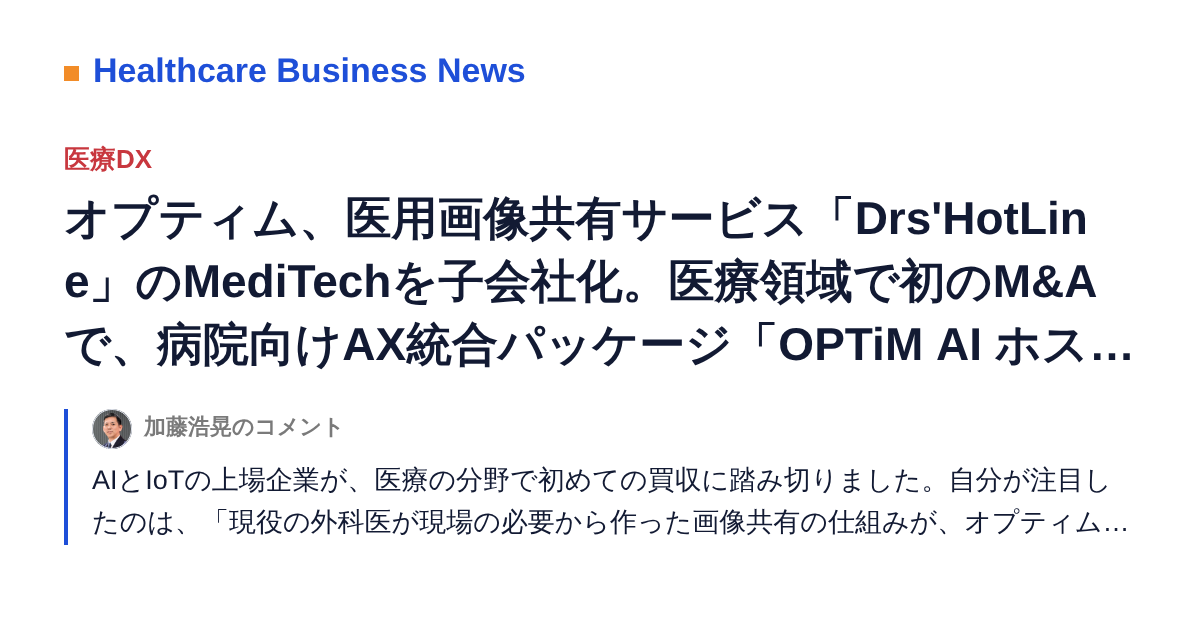 Healthcare Business News
医療DX
オプティム、医用画像共有サービス「Drs'HotLin
e」のMediTechを子会社化。医療領域で初のM&A
で、病院向けAX統合パッケージ「OPTiM AI ホス…
加藤浩晃のコメント
AIとIoTの上場企業が、医療の分野で初めての買収に踏み切りました。自分が注目し
たのは、「現役の外科医が現場の必要から作った画像共有の仕組みが、オプティム…